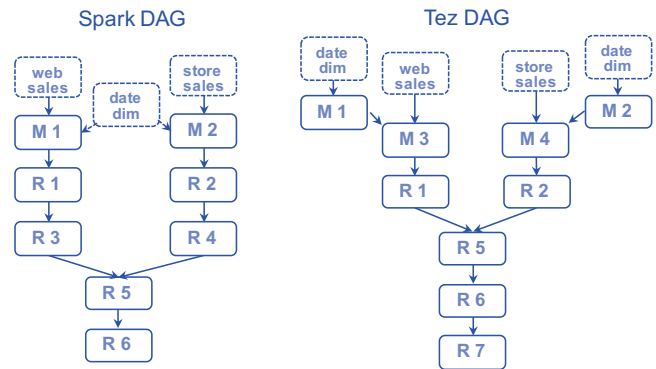 Spark DAG
web
sales
date
dim
store
sales
M 1
M 2
R 1
R 2
R 3
R 4
R 5
R 6
Tez DAG
date
dim
web
sales
store
sales
date
dim
M 1
M 2
M 3
M 4
R 1
R 2
R 5
R 6
R 7